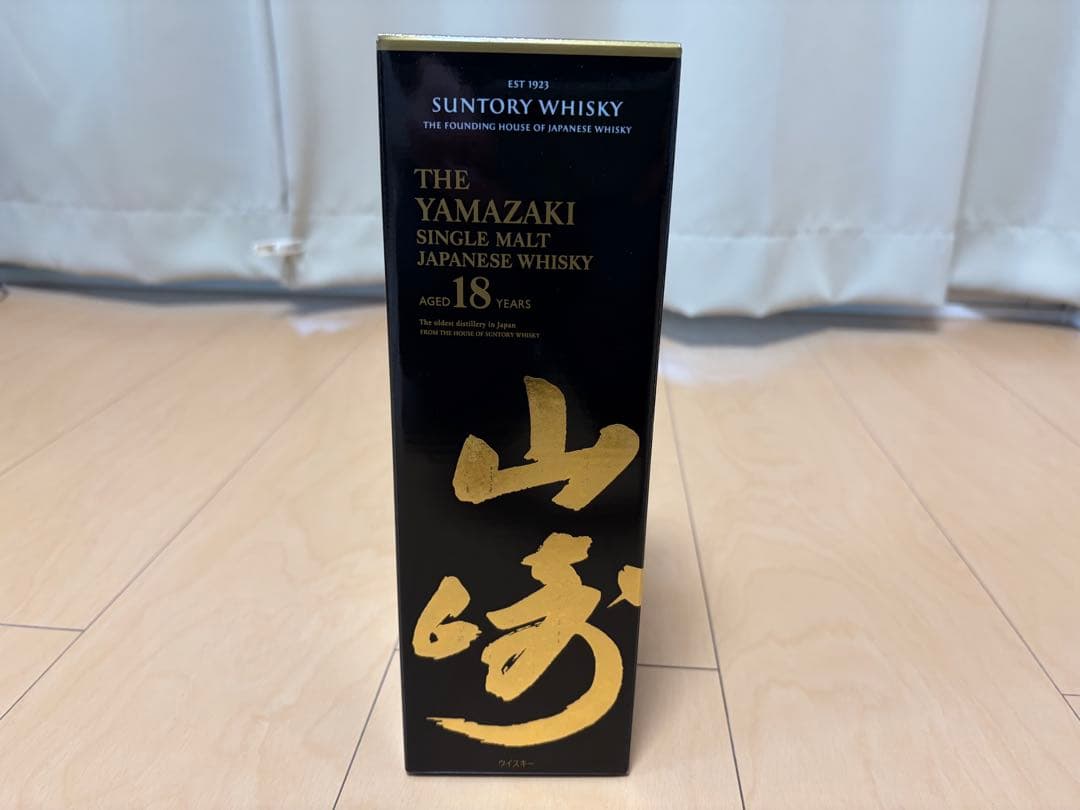 EST 1923
SUNTORY WHISKY
THE FOUNDING HOUSE OF JAPANESE WHISKY
THE
YAMAZAKI
SINGLE MALT
JAPANESE WHISKY
AGED 18 YEARS
The oldest distillery in Japan
FROM THE HOUSE OF SUNTORY WHISKY
山
崎
ウイスキー